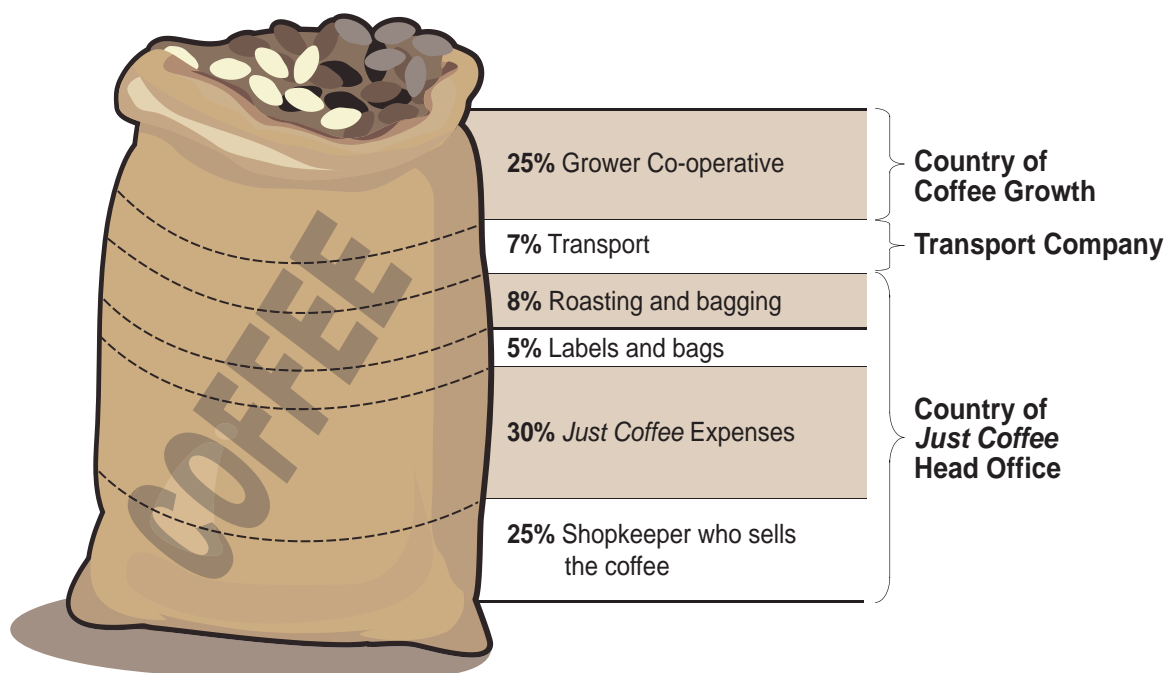 COFFEE
25% Grower Co-operative
Country of
Coffee Growth
7% Transport
Transport Company
8% Roasting and bagging
5% Labels and bags
30% Just Coffee Expenses
Country of
Just Coffee
Head Office
25% Shopkeeper who sells
the coffee